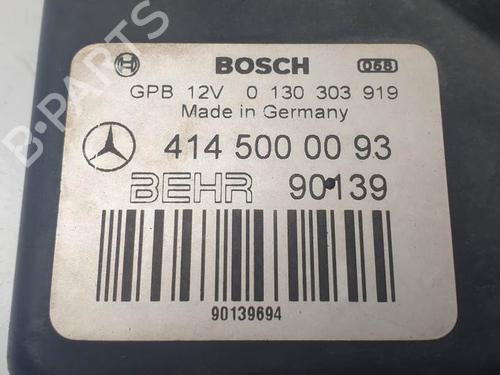 BOSCH 068
GPB 12V 0 130 303 919
Made in Germany
414 500 00 93
BEHR 90139
90139694
B-PARTS